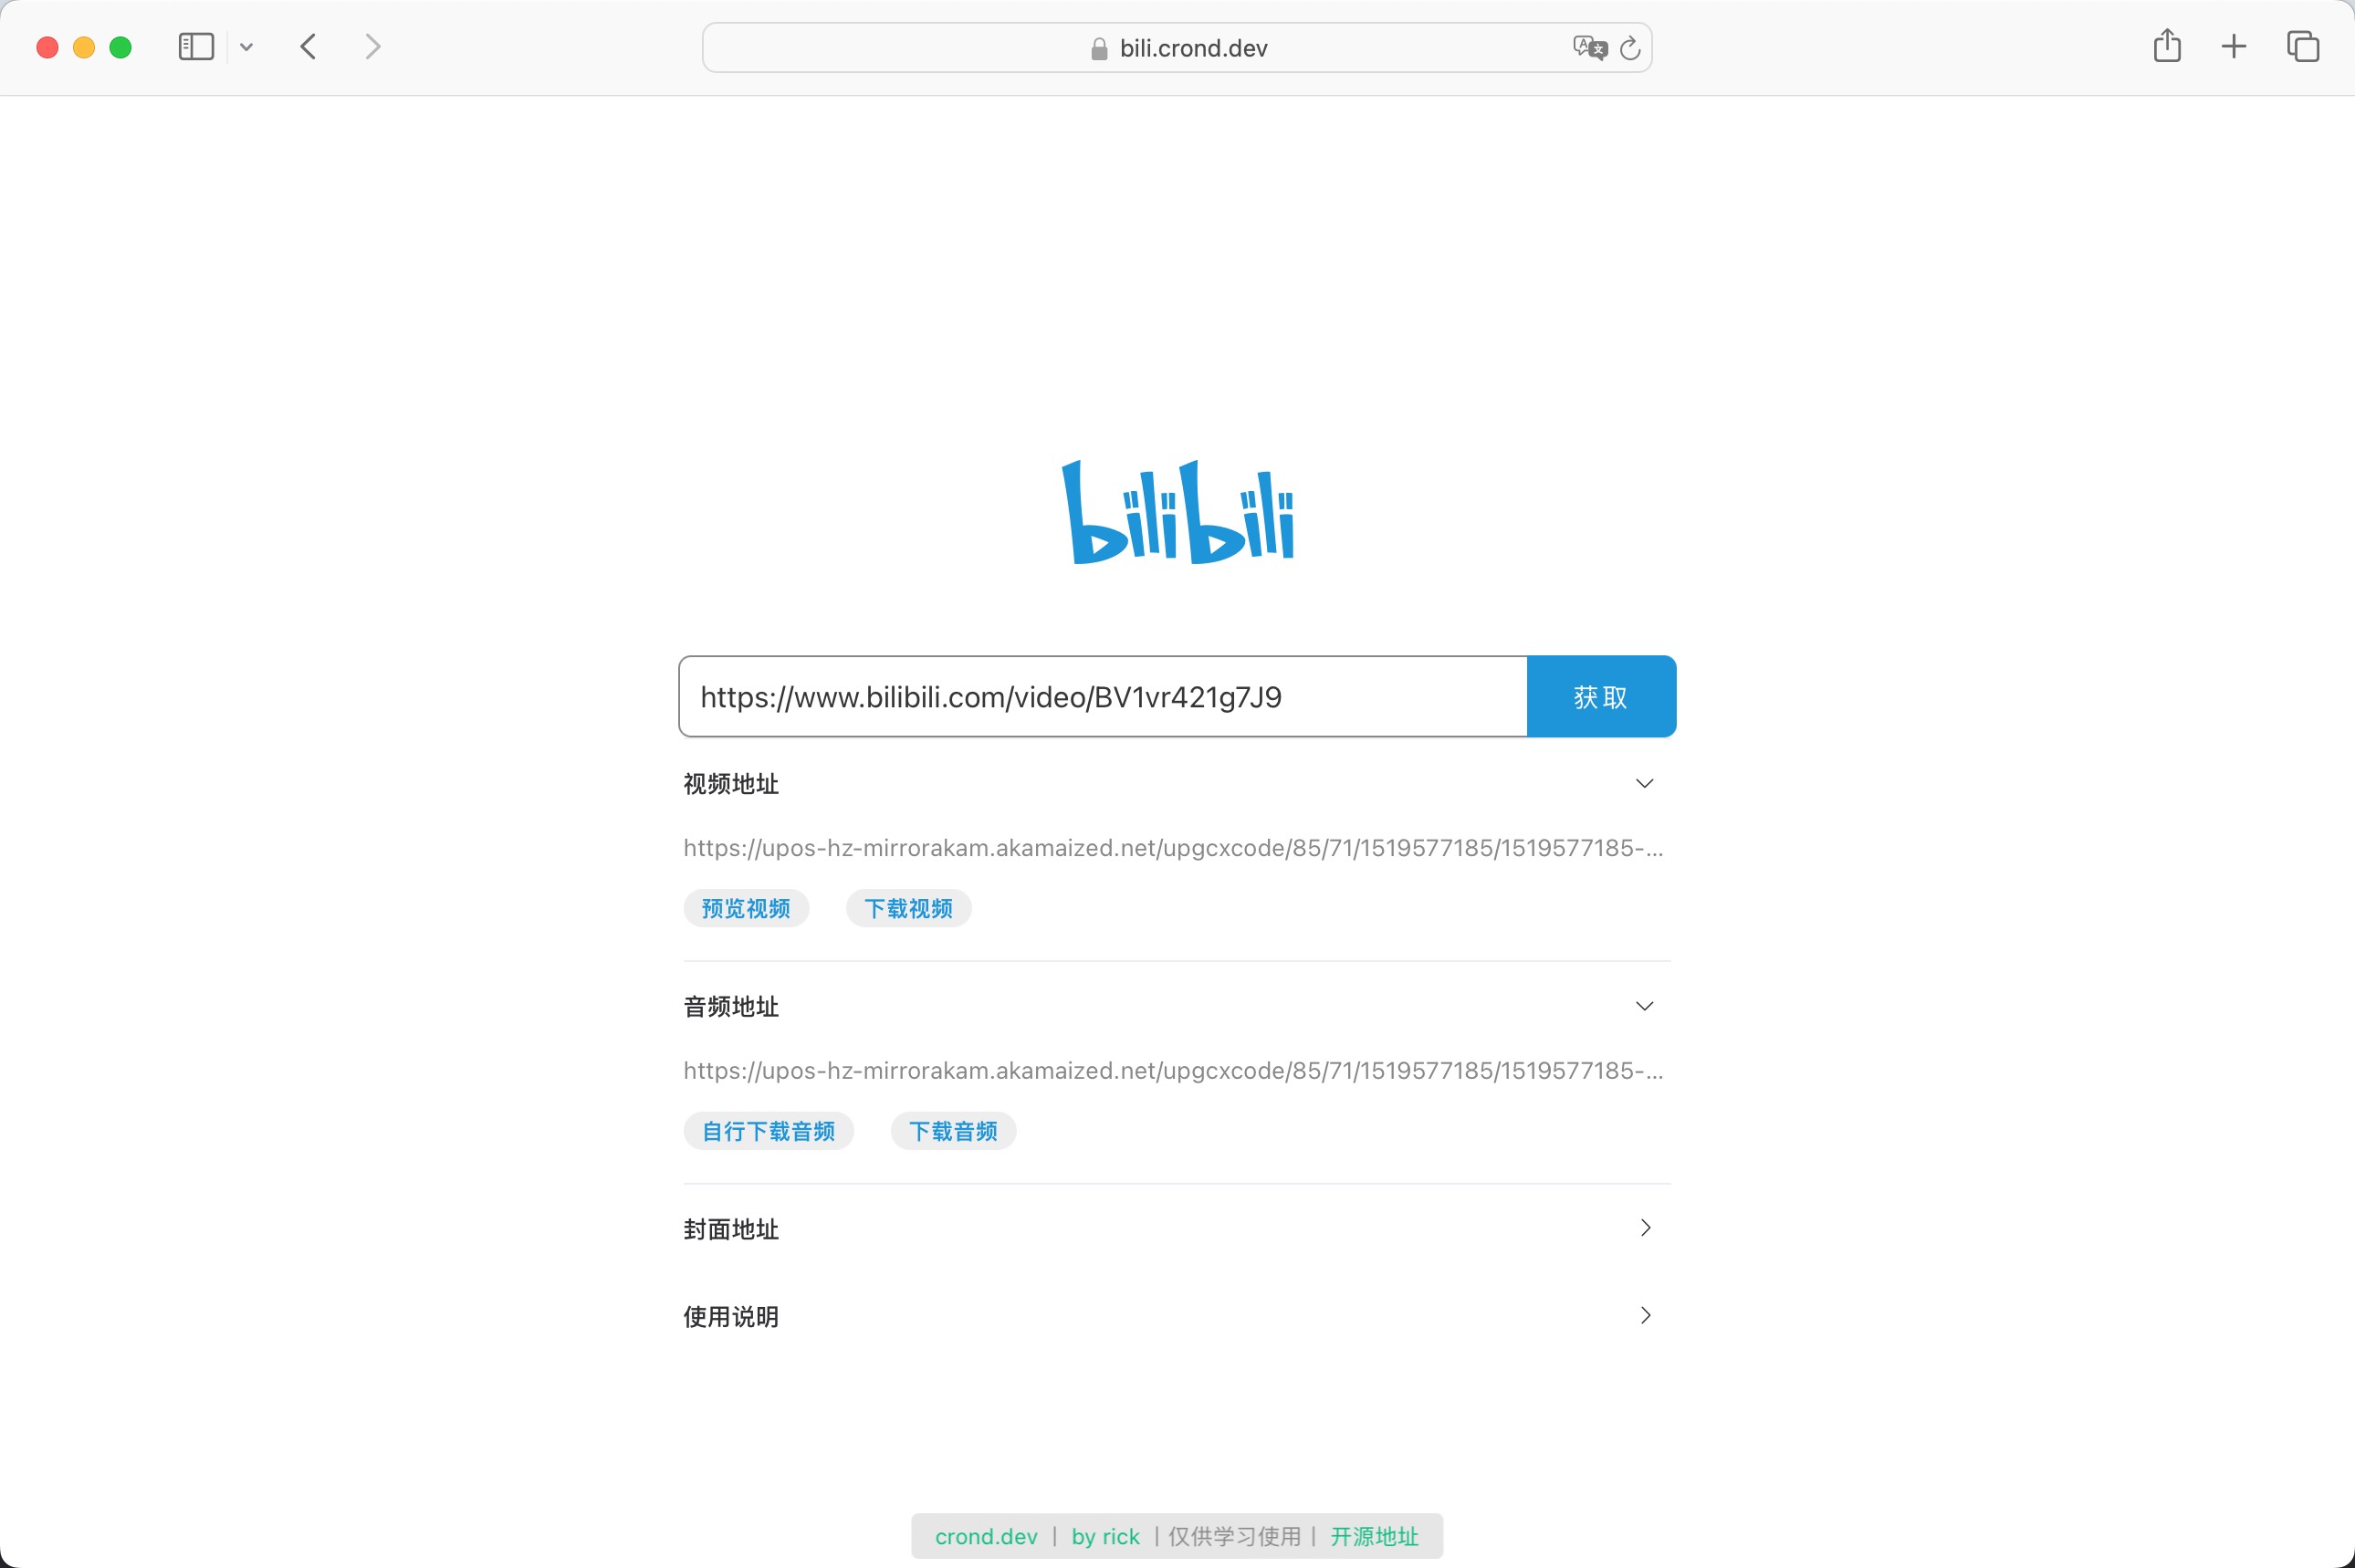 bili.crond.dev
bilibili
https://www.bilibili.com/video/BV1vr421g7J9
获取
视频地址
https://upos-hz-mirrorakam.akamaized.net/upgcxcode/85/71/1519577185/1519577185-...
预览视频 下载视频
音频地址
https://upos-hz-mirrorakam.akamaized.net/upgcxcode/85/71/1519577185/1519577185-...
自行下载音频 下载音频
封面地址
使用说明
crond.dev | by rick | 仅供学习使用 | 开源地址